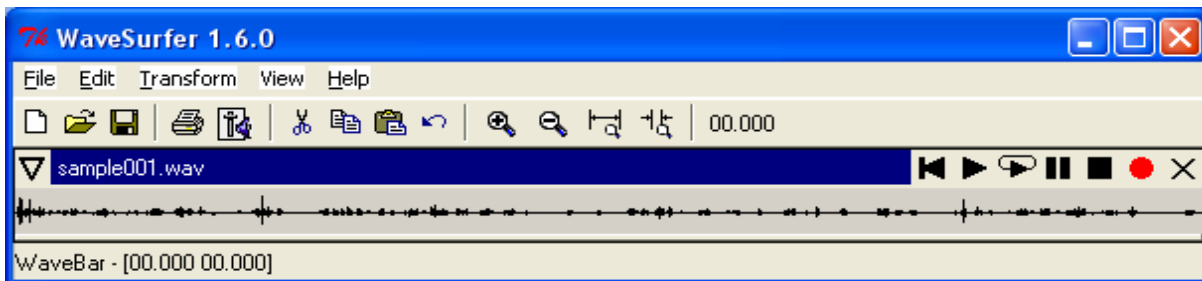 WaveSurfer 1.6.0
File Edit Transform View Help
00.000
sample001.wav
WaveBar - [00.000 00.000]